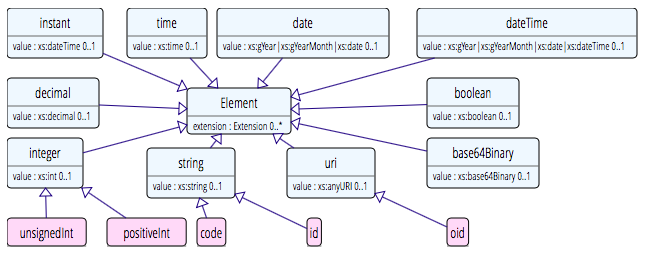 instant
value : xs:dateTime 0..1
time
value : xs:time 0..1
date
value : xs:gYear|xs:gYearMonth|xs:date 0..1
dateTime
value : xs:gYear|xs:gYearMonth|xs:date|xs:dateTime 0..1
decimal
value : xs:decimal 0..1
Element
extension : Extension 0..*
boolean
value : xs:boolean 0..1
integer
value : xs:int 0..1
string
value : xs:string 0..1
uri
value : xs:anyURI 0..1
base64Binary
value : xs:base64Binary 0..1
unsignedInt
positiveInt
code
id
oid